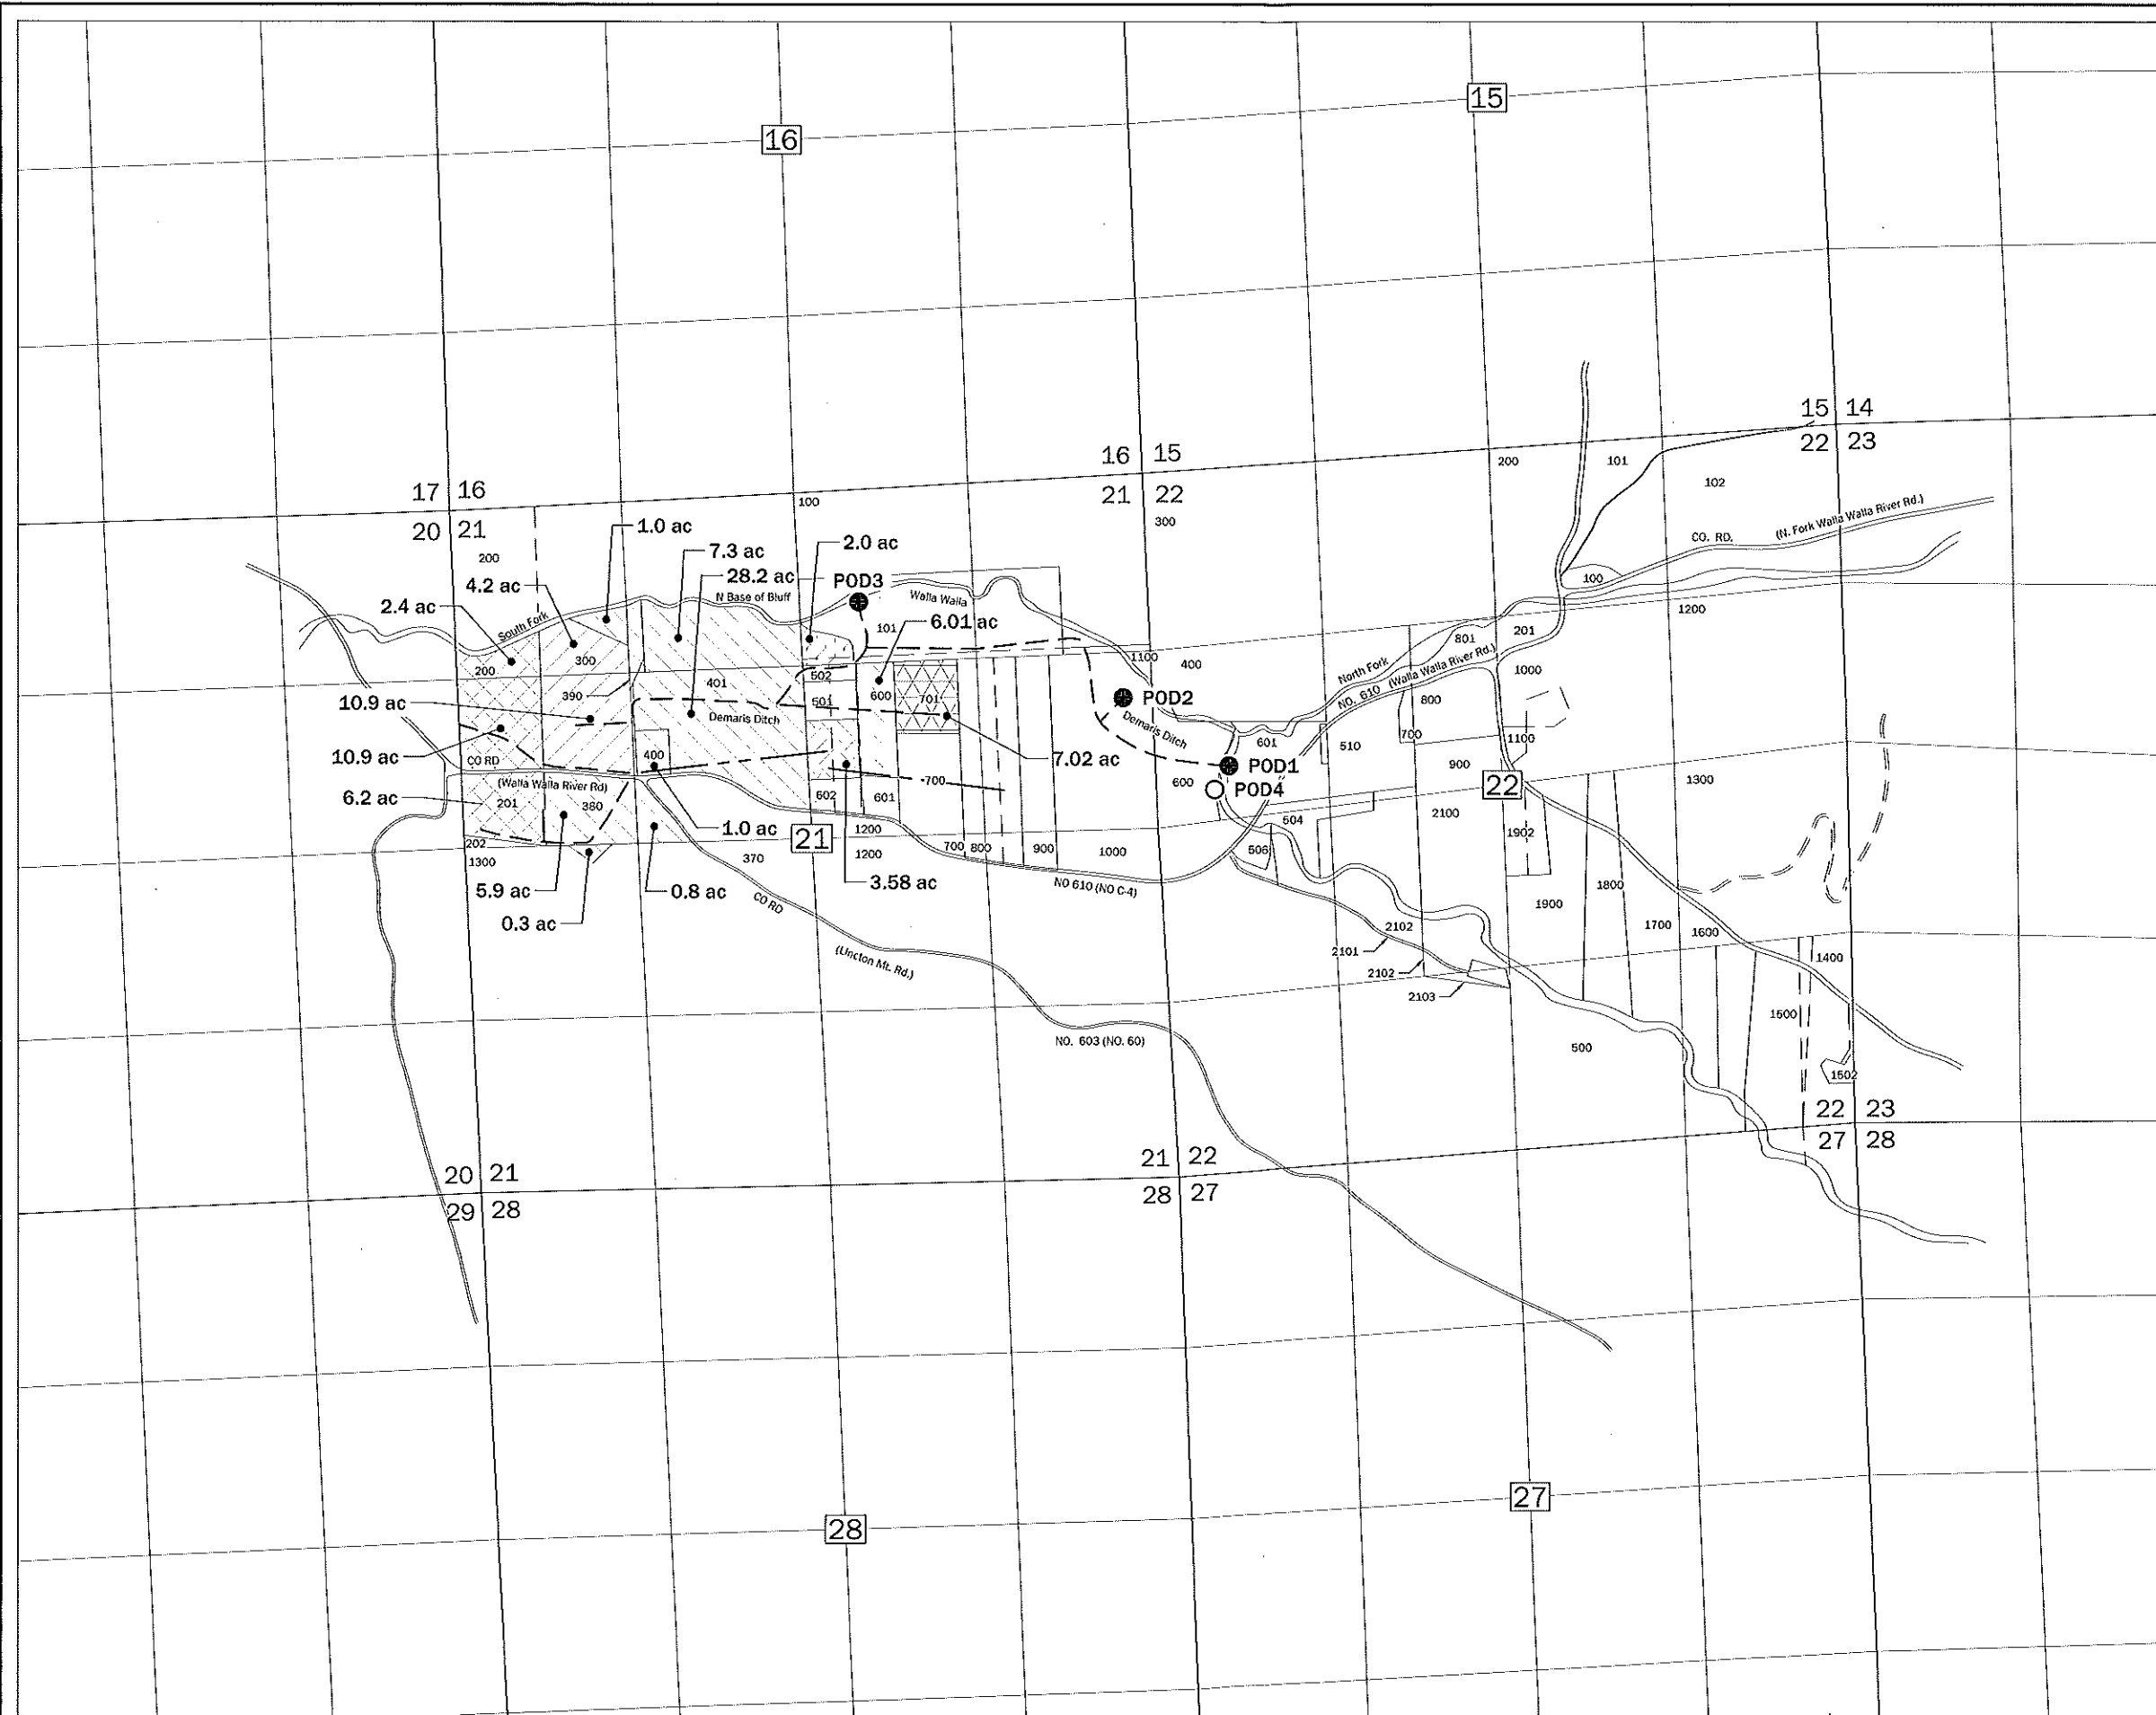 15
16
15 14
22 23
16 15
21 22
17 16
20 21
200
101
102
100
300
200
CO. RD. (N. Fork Walla Walla River Rd.)
1.0 ac
7.3 ac
2.0 ac
28.2 ac
POD3
4.2 ac
2.4 ac
N Base of Bluff
Walla Walla
South Fork
101
6.01 ac
100
1200
801
201
North Fork
NO. 610 (Walla Walla River Rd.)
1100
400
1000
200
300
390
401
502
501
600
701
POD2
Demaris Ditch
800
700
1100
10.9 ac
Demaris Ditch
601
510
900
10.9 ac
CO RD
400
7.02 ac
POD1
600
POD4
22
1300
(Walla Walla River Rd)
6.2 ac
201
380
700
602
601
504
2100
1902
202
1300
1.0 ac
21
1200
370
1200
700 800
900
1000
506
5.9 ac
0.8 ac
3.58 ac
NO 610 (NO C-4)
1800
1900
0.3 ac
CO RD
(Uncton Mt. Rd.)
2102
2101
2102
2103
1700
1600
1400
1500
NO. 603 (NO. 60)
500
1502
22 23
27 28
21 22
28 27
20 21
29 28
27
28